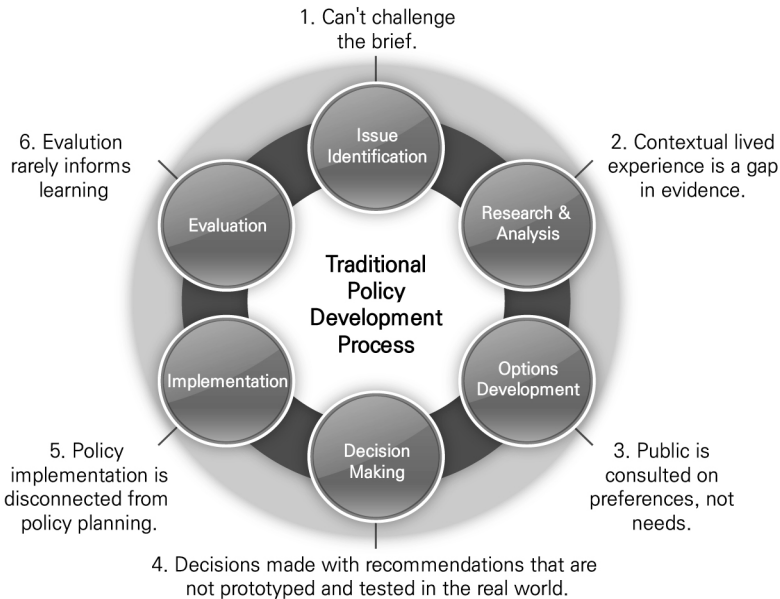 1. Can't challenge
the brief.
Issue
Identification
2. Contextual lived
experience is a gap
in evidence.
Research &
Analysis
Options
Development
3. Public is
consulted on
preferences, not
needs.
Decision
Making
4. Decisions made with recommendations that are
not prototyped and tested in the real world.
Implementation
5. Policy
implementation is
disconnected from
policy planning.
Evaluation
6. Evalution
rarely informs
learning
Traditional
Policy
Development
Process